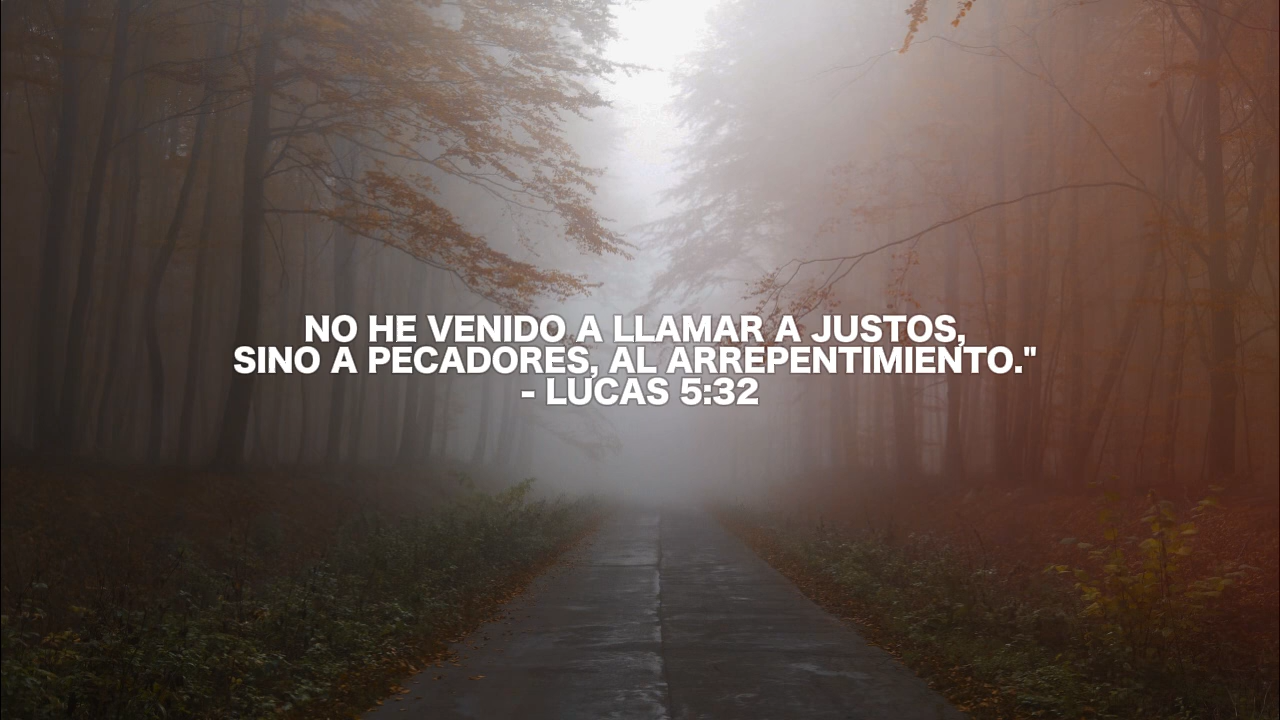 NO HE VENIDO A LLAMAR A JUSTOS,
SINO A PECADORES, AL ARREPENTIMIENTO."
- LUCAS 5:32